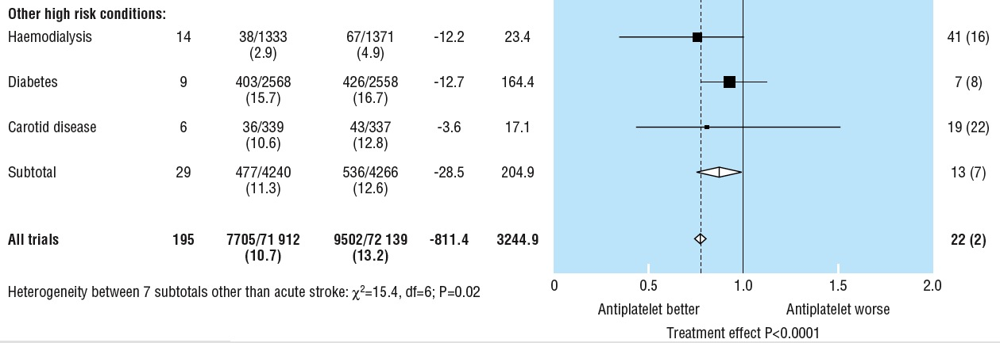 Other high risk conditions:
Haemodialysis 14 38/1333 67/1371 -12.2 23.4 41 (16)
(2.9) (4.9)
Diabetes 9 403/2568 426/2558 -12.7 164.4 7 (8)
(15.7) (16.7)
Carotid disease 6 36/339 43/337 -3.6 17.1 19 (22)
(10.6) (12.8)
Subtotal 29 477/4240 536/4266 -28.5 204.9 13 (7)
(11.3) (12.6)
All trials 195 7705/71 912 9502/72 139 -811.4 3244.9 22 (2)
(10.7) (13.2)
0 0.5 1.0 1.5 2.0
Heterogeneity between 7 subtotals other than acute stroke: χ²=15.4, df=6; P=0.02
Antiplatelet better Antiplatelet worse
Treatment effect P<0.0001